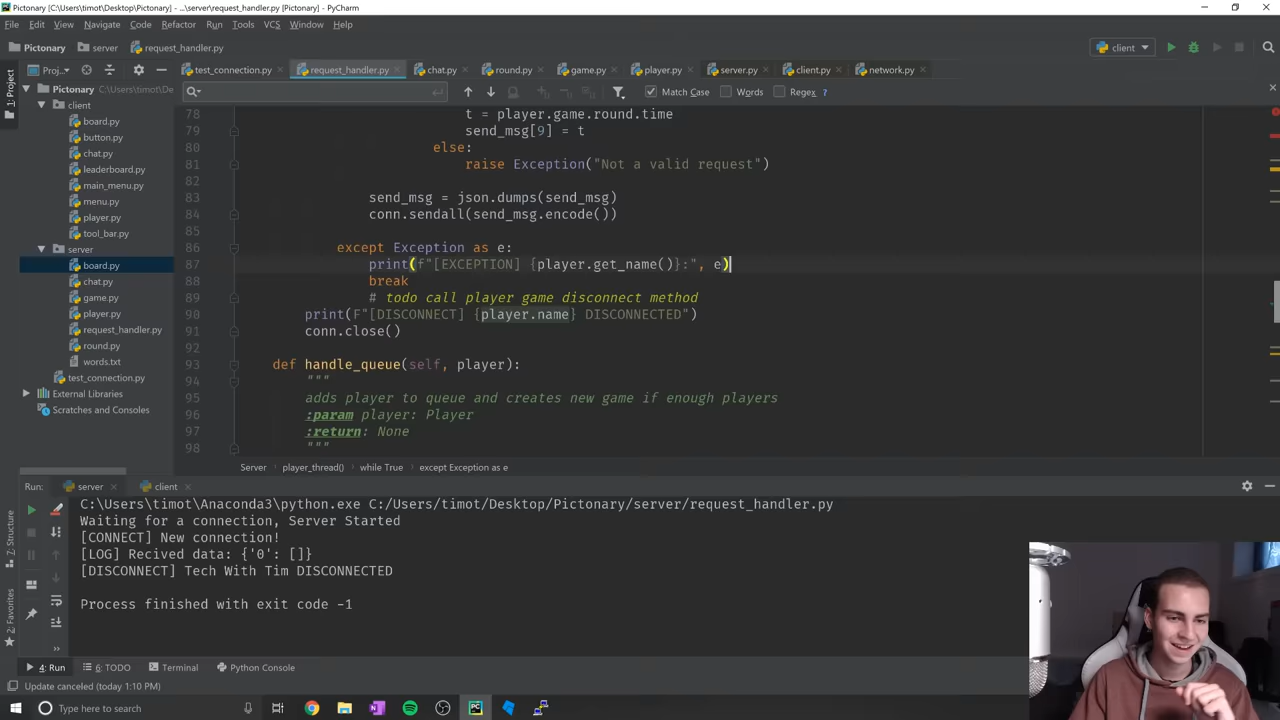 Pictonary [C:\Users\timot\Desktop\Pictonary] - ...\server\request_handler.py [Pictonary] - PyCharm
File Edit View Navigate Code Refactor Run Tools VCS Window Help
Pictonary server request_handler.py client
1: Project
Proj... test_connection.py request_handler.py chat.py round.py game.py player.py server.py client.py network.py
Match Case Words Regex ?
Pictonary C:\Users\timot\Des
client
board.py
button.py
chat.py
leaderboard.py
main_menu.py
menu.py
player.py
tool_bar.py
server
board.py
chat.py
game.py
player.py
request_handler.py
round.py
words.txt
test_connection.py
External Libraries
Scratches and Consoles
78 t = player.game.round.time
79 send_msg[9] = t
80 else:
81 raise Exception("Not a valid request")
82
83 send_msg = json.dumps(send_msg)
84 conn.sendall(send_msg.encode())
85
86 except Exception as e:
87 print(f"[EXCEPTION] {player.get_name()}:", e)
88 break
89 # todo call player game disconnect method
90 print(F"[DISCONNECT] {player.name} DISCONNECTED")
91 conn.close()
92
93 def handle_queue(self, player):
94 """
95 adds player to queue and creates new game if enough players
96 :param player: Player
97 :return: None
98 """
Server player_thread() while True except Exception as e
Run: server client
C:\Users\timot\Anaconda3\python.exe C:/Users/timot/Desktop/Pictonary/server/request_handler.py
Waiting for a connection, Server Started
[CONNECT] New connection!
[LOG] Recived data: {'0': []}
[DISCONNECT] Tech With Tim DISCONNECTED
Process finished with exit code -1
7: Structure
2: Favorites
4: Run 6: TODO Terminal Python Console
Update canceled (today 1:10 PM)
Type here to search